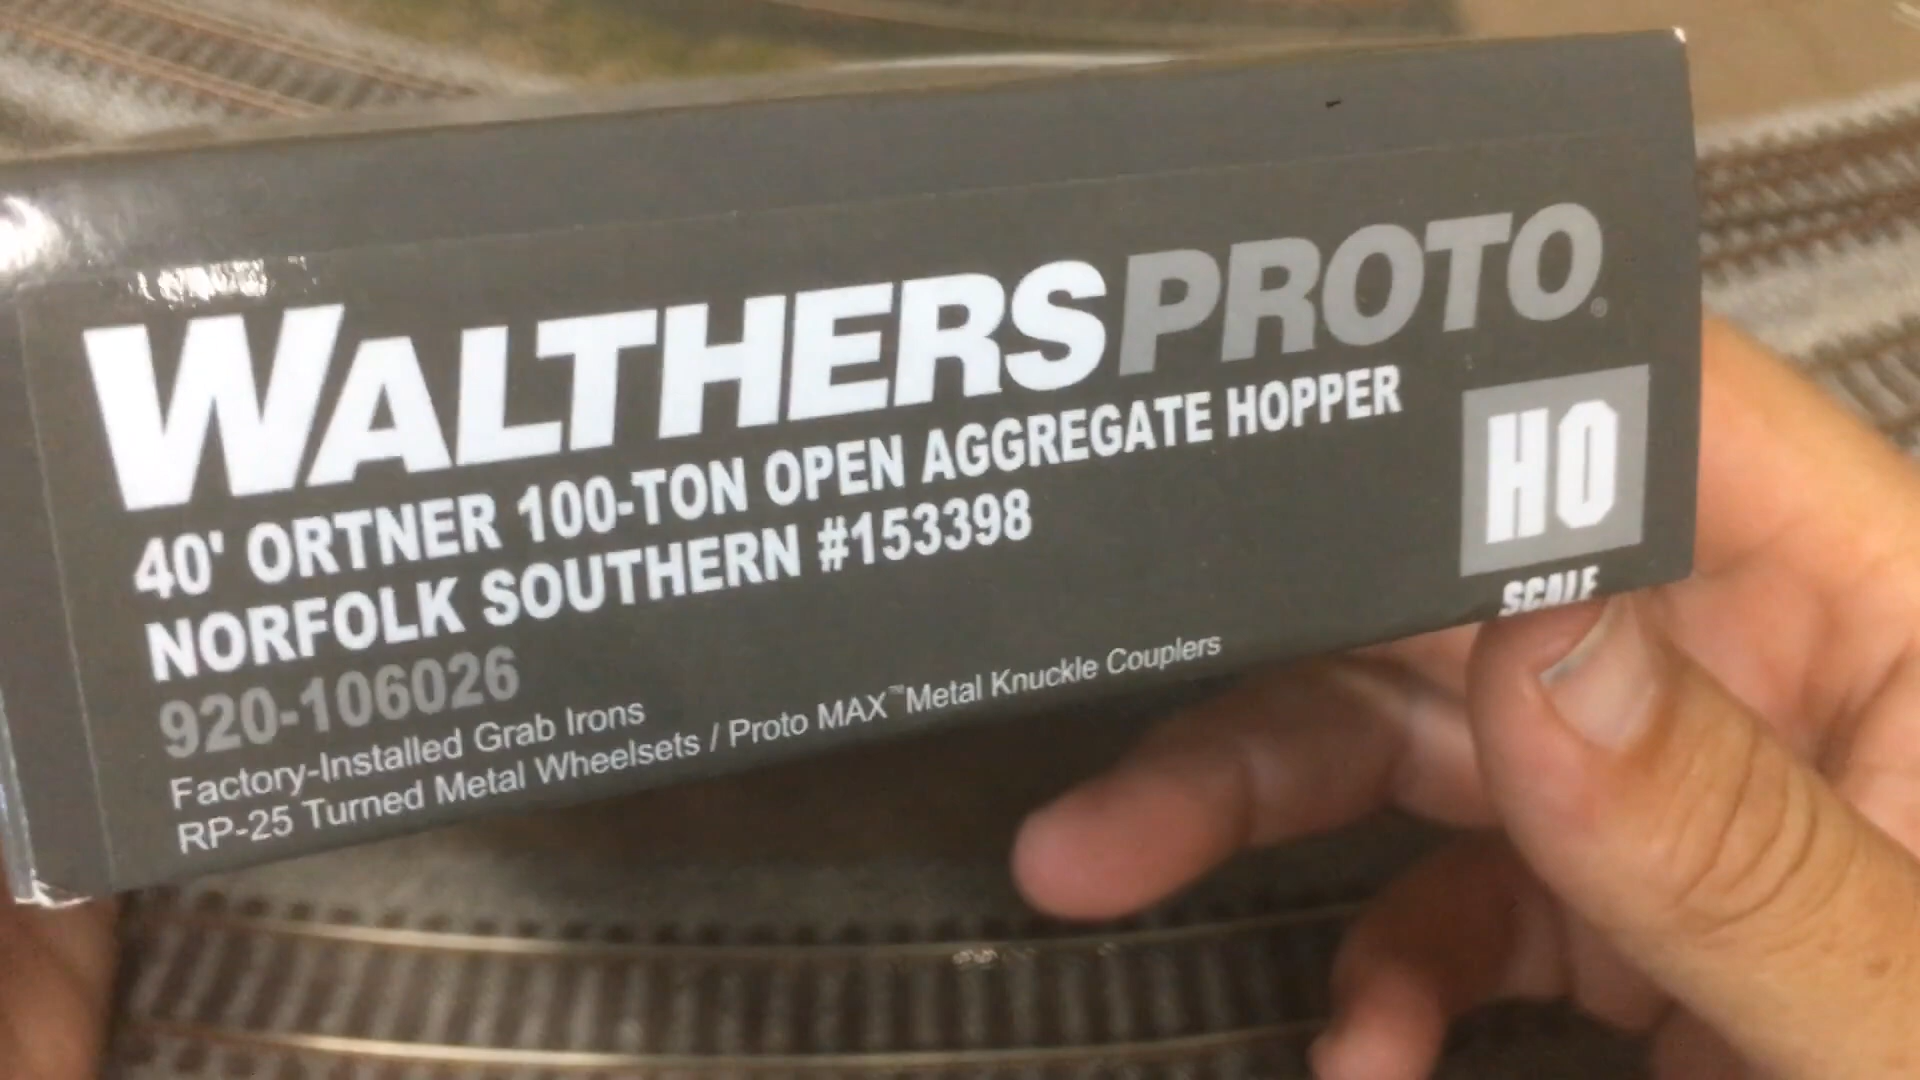 WALTHERSPROTO®
40' ORTNER 100-TON OPEN AGGREGATE HOPPER
NORFOLK SOUTHERN #153398
920-106026
Factory-Installed Grab Irons
RP-25 Turned Metal Wheelsets / Proto MAX™ Metal Knuckle Couplers
HO
SCALE